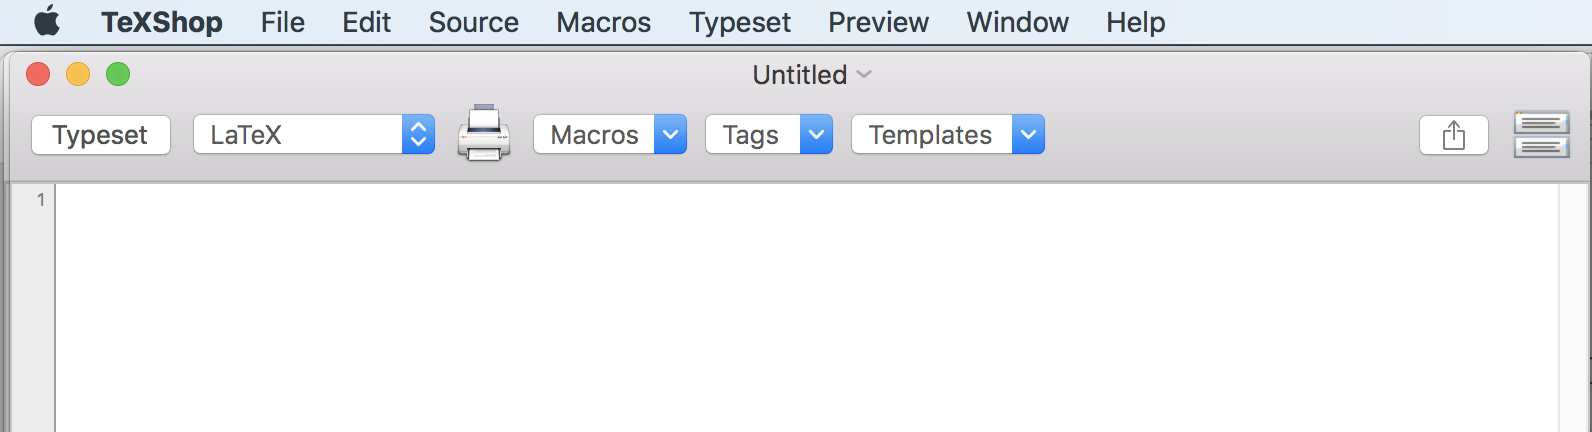 TeXShop File Edit Source Macros Typeset Preview Window Help
Untitled
Typeset LaTeX Macros Tags Templates
1